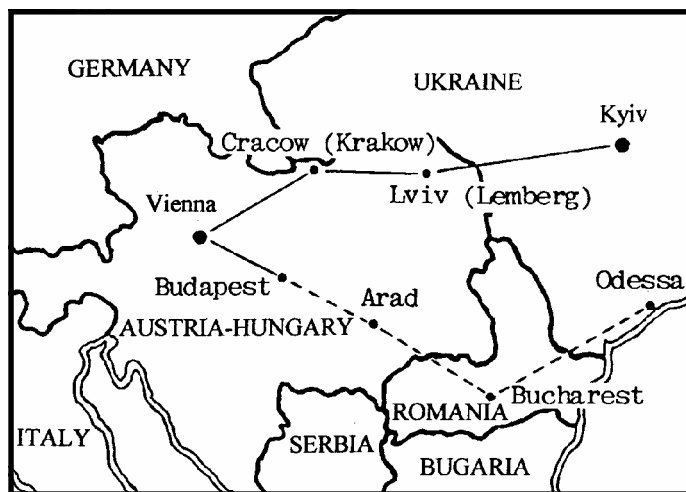 GERMANY
UKRAINE
Kyiv
Cracow (Krakow)
Lviv (Lemberg)
Vienna
Budapest
Arad
Odessa
AUSTRIA-HUNGARY
Bucharest
ROMANIA
ITALY
SERBIA
BUGARIA